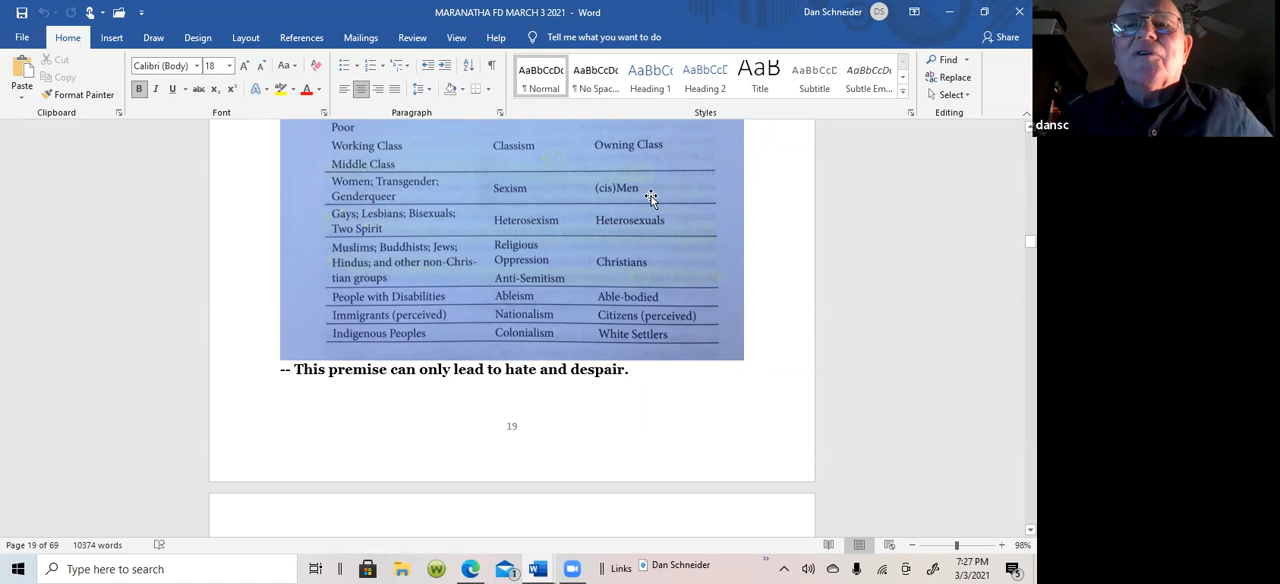 MARANATHA FD MARCH 3 2021 - Word
Dan Schneider
DS
File
Home
Insert
Draw
Design
Layout
References
Mailings
Review
View
Help
Tell me what you want to do
Share
Paste
Cut
Copy
Format Painter
Clipboard
Calibri (Body)
18
Font
Paragraph
AaBbCcDc AaBbCcDc AaBbCc AaBbCcD AaB AaBbCcD AaBbCcDc
¶ Normal ¶ No Spac... Heading 1 Heading 2 Title Subtitle Subtle Em...
Styles
Find
Replace
Select
Editing
dansc
Poor
Working Class Classism Owning Class
Middle Class
Women; Transgender;
Genderqueer
Sexism
(cis)Men
Gays; Lesbians; Bisexuals;
Two Spirit
Heterosexism
Heterosexuals
Muslims; Buddhists; Jews;
Hindus; and other non-Chris-
tian groups
Religious
Oppression
Anti-Semitism
Christians
People with Disabilities Ableism Able-bodied
Immigrants (perceived) Nationalism Citizens (perceived)
Indigenous Peoples Colonialism White Settlers
-- This premise can only lead to hate and despair.
19
Page 19 of 69 10374 words
98%
Type here to search
Links
Dan Schneider
7:27 PM
3/3/2021